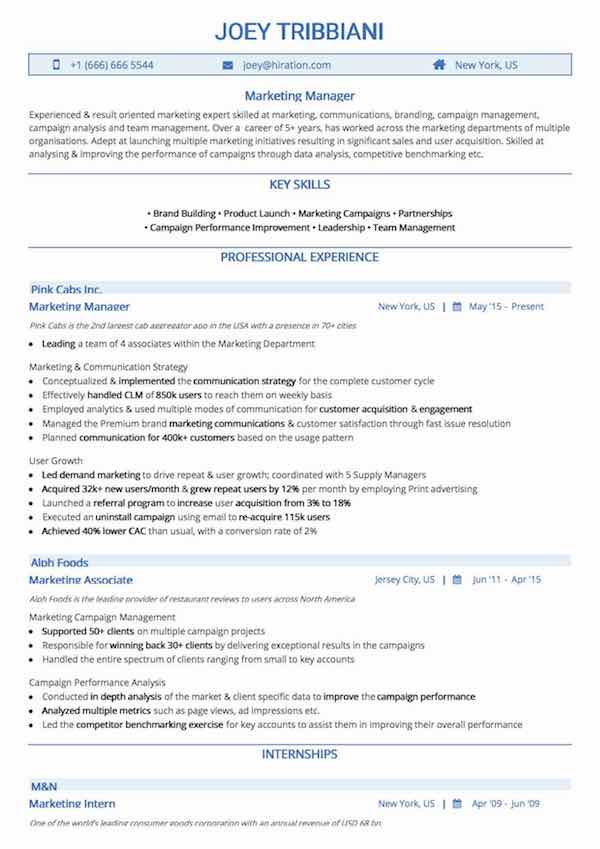 JOEY TRIBBIANI
+1 (666) 666 5544 joey@hiration.com New York, US
Marketing Manager
Experienced & result oriented marketing expert skilled at marketing, communications, branding, campaign management,
campaign analysis and team management. Over a career of 5+ years, has worked across the marketing departments of multiple
organisations. Adept at launching multiple marketing initiatives resulting in significant sales and user acquisition. Skilled at
analysing & improving the performance of campaigns through data analysis, competitive benchmarking etc.
KEY SKILLS
• Brand Building • Product Launch • Marketing Campaigns • Partnerships
• Campaign Performance Improvement • Leadership • Team Management
PROFESSIONAL EXPERIENCE
Pink Cabs Inc.
Marketing Manager New York, US | May '15 - Present
Pink Cabs is the 2nd largest cab aggregator app in the USA with a presence in 70+ cities
• Leading a team of 4 associates within the Marketing Department
Marketing & Communication Strategy
• Conceptualized & implemented the communication strategy for the complete customer cycle
• Effectively handled CLM of 850k users to reach them on weekly basis
• Employed analytics & used multiple modes of communication for customer acquisition & engagement
• Managed the Premium brand marketing communications & customer satisfaction through fast issue resolution
• Planned communication for 400k+ customers based on the usage pattern
User Growth
• Led demand marketing to drive repeat & user growth; coordinated with 5 Supply Managers
• Acquired 32k+ new users/month & grew repeat users by 12% per month by employing Print advertising
• Launched a referral program to increase user acquisition from 3% to 18%
• Executed an uninstall campaign using email to re-acquire 115k users
• Achieved 40% lower CAC than usual, with a conversion rate of 2%
Alph Foods
Marketing Associate Jersey City, US | Jun '11 - Apr '15
Alph Foods is the leading provider of restaurant reviews to users across North America
Marketing Campaign Management
• Supported 50+ clients on multiple campaign projects
• Responsible for winning back 30+ clients by delivering exceptional results in the campaigns
• Handled the entire spectrum of clients ranging from small to key accounts
Campaign Performance Analysis
• Conducted in depth analysis of the market & client specific data to improve the campaign performance
• Analyzed multiple metrics such as page views, ad impressions etc.
• Led the competitor benchmarking exercise for key accounts to assist them in improving their overall performance
INTERNSHIPS
M&N
Marketing Intern New York, US | Apr '09 - Jun '09
One of the world's leading consumer goods corporation with an annual revenue of USD 68 bn.